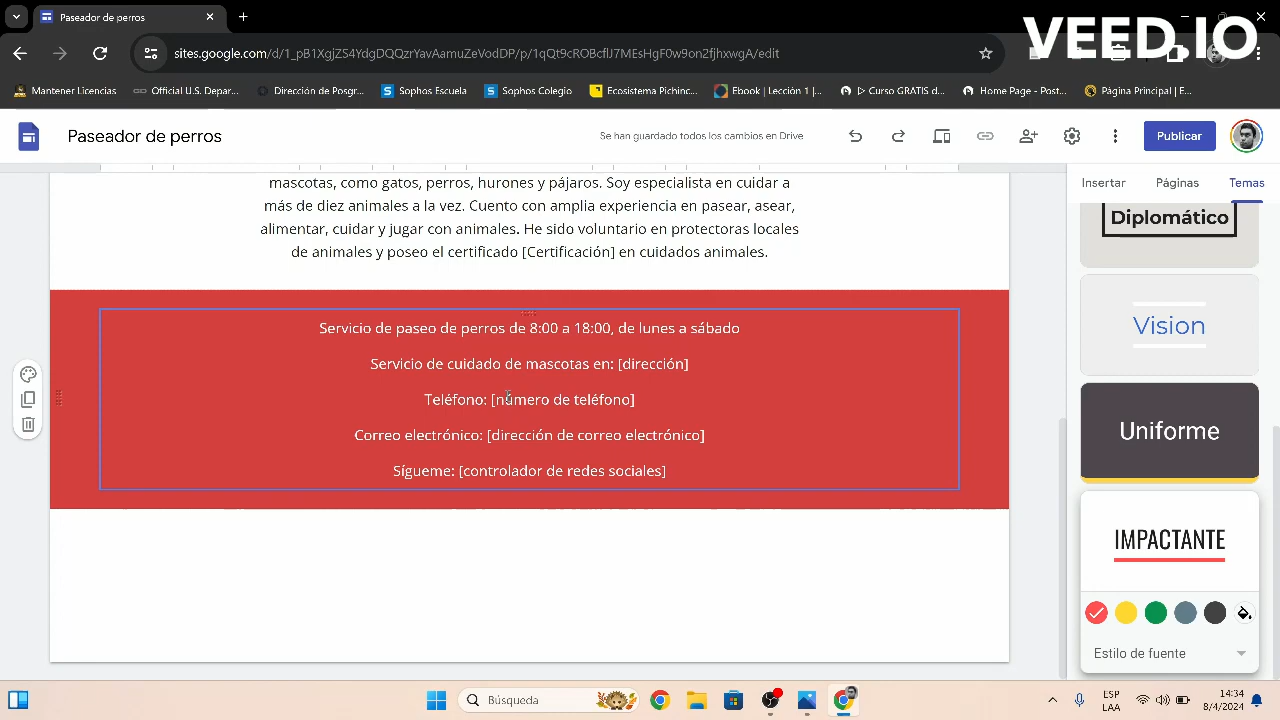 Paseador de perros
VEED.IO
sites.google.com
Mantener Licencias
Official U.S. Depar...
Dirección de Posgr...
Sophos Escuela
Sophos Colegio
Ecosistema Pichinc...
Ebook | Lección 1 |...
▷ Curso GRATIS d...
Home Page - Post...
Página Principal | E...
Paseador de perros
Se han guardado todos los cambios en Drive
Publicar
mascotas, como gatos, perros, hurones y pájaros. Soy especialista en cuidar a
más de diez animales a la vez. Cuento con amplia experiencia en pasear, asear,
alimentar, cuidar y jugar con animales. He sido voluntario en protectoras locales
de animales y poseo el certificado [Certificación] en cuidados animales.
Servicio de paseo de perros de 8:00 a 18:00, de lunes a sábado
Servicio de cuidado de mascotas en: [dirección]
Teléfono: [número de teléfono]
Correo electrónico: [dirección de correo electrónico]
Sígueme: [controlador de redes sociales]
Insertar
Páginas
Temas
Diplomático
Vision
Uniforme
IMPACTANTE
Estilo de fuente
Búsqueda
ESP
LAA
14:34
8/4/2024